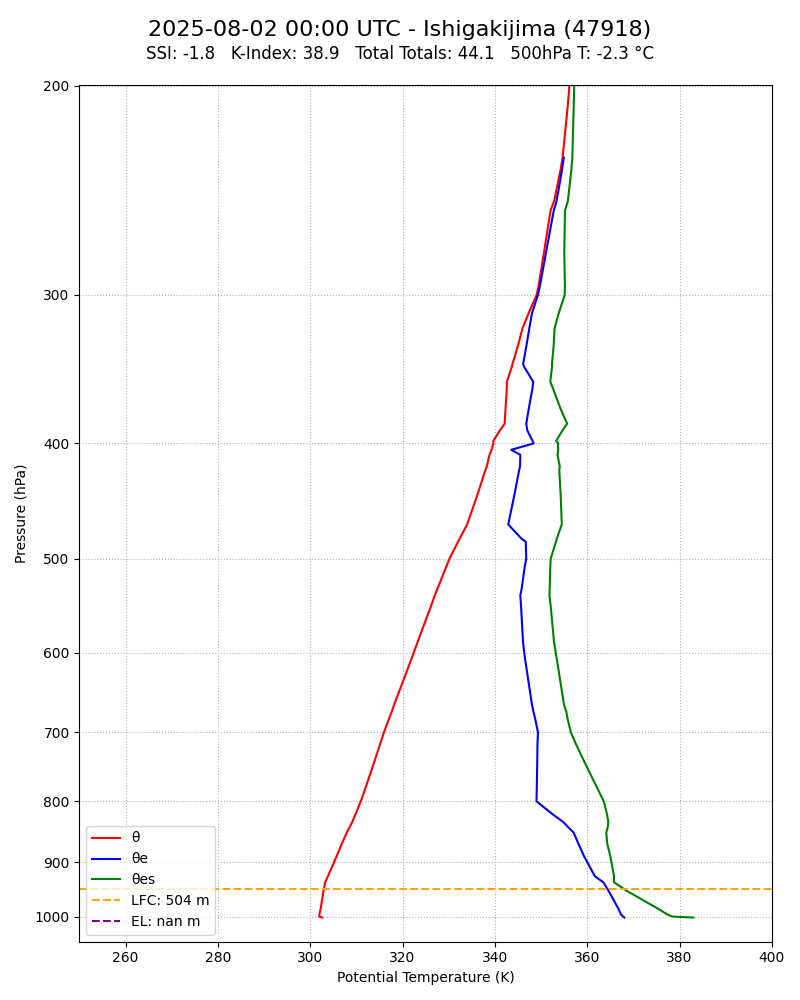 2025-08-02 00:00 UTC - Ishigakijima (47918)
SSI: -1.8   K-Index: 38.9   Total Totals: 44.1   500hPa T: -2.3 °C
Pressure (hPa)
200
300
400
500
600
700
800
900
1000
θ
θe
θes
LFC: 504 m
EL: nan m
260 280 300 320 340 360 380 400
Potential Temperature (K)